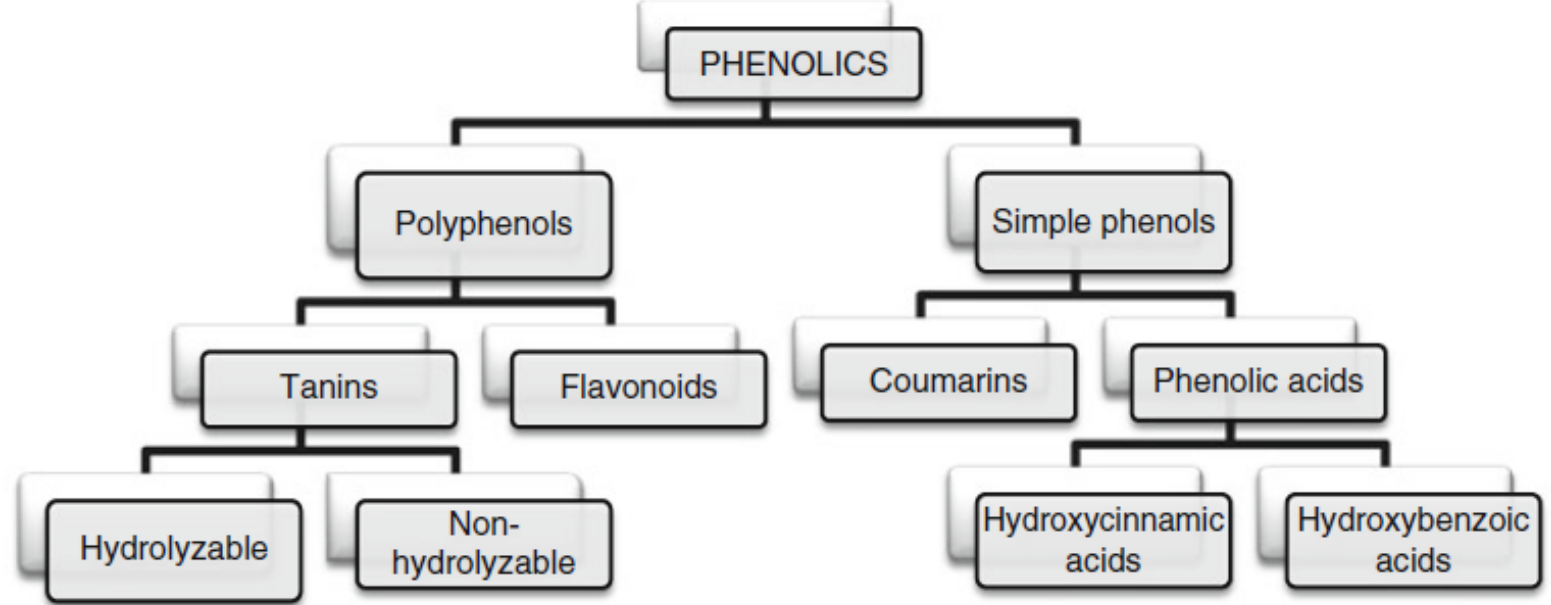 PHENOLICS
Polyphenols
Simple phenols
Tanins
Flavonoids
Coumarins
Phenolic acids
Hydrolyzable
Non-
hydrolyzable
Hydroxycinnamic
acids
Hydroxybenzoic
acids